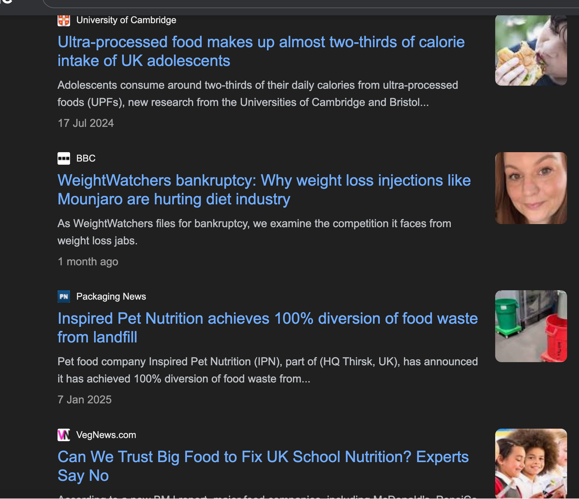 University of Cambridge
Ultra-processed food makes up almost two-thirds of calorie
intake of UK adolescents
Adolescents consume around two-thirds of their daily calories from ultra-processed
foods (UPFs), new research from the Universities of Cambridge and Bristol...
17 Jul 2024
BBC
WeightWatchers bankruptcy: Why weight loss injections like
Mounjaro are hurting diet industry
As WeightWatchers files for bankruptcy, we examine the competition it faces from
weight loss jabs.
1 month ago
PN
Packaging News
Inspired Pet Nutrition achieves 100% diversion of food waste
from landfill
Pet food company Inspired Pet Nutrition (IPN), part of (HQ Thirsk, UK), has announced
it has achieved 100% diversion of food waste from...
7 Jan 2025
VN
VegNews.com
Can We Trust Big Food to Fix UK School Nutrition? Experts
Say No